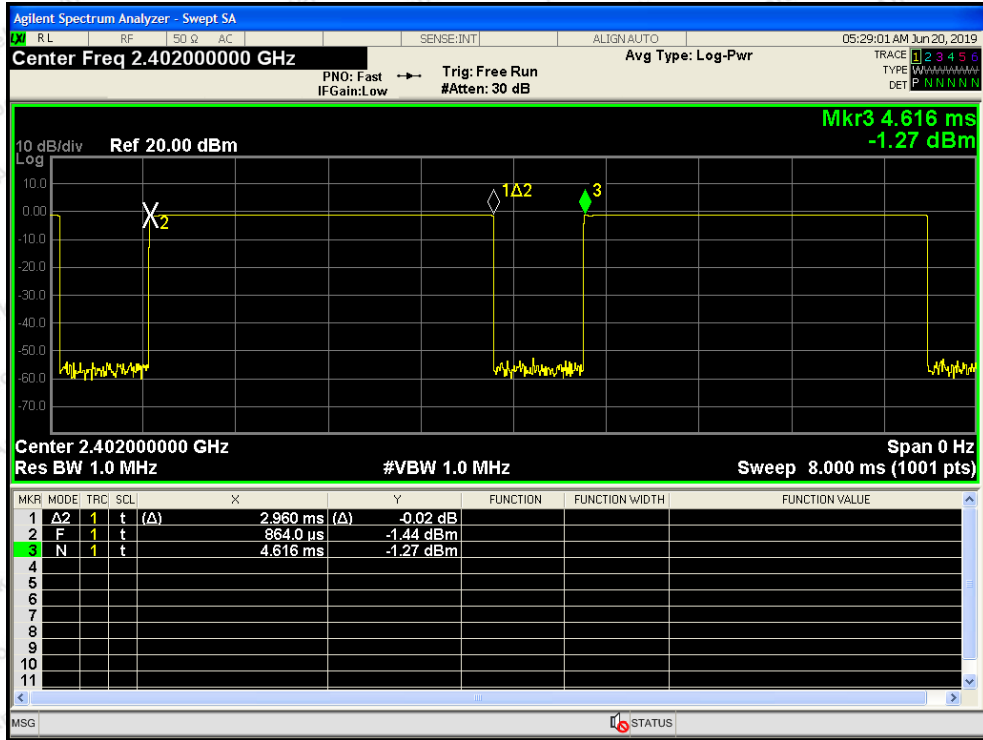 Agilent Spectrum Analyzer - Swept SA
LXI RL RF 50 Ω AC SENSE:INT ALIGN AUTO 05:29:01 AM Jun 20, 2019
Center Freq 2.402000000 GHz Avg Type: Log-Pwr TRACE 1 2 3 4 5 6
PNO: Fast Trig: Free Run TYPE WWWWWW
IFGain:Low #Atten: 30 dB DET P N N N N N
Mkr3 4.616 ms
10 dB/div Ref 20.00 dBm -1.27 dBm
Log
10.0
1Δ2 3
0.00
2
-10.0
-20.0
-30.0
-40.0
-50.0
-60.0
-70.0
Center 2.402000000 GHz Span 0 Hz
Res BW 1.0 MHz #VBW 1.0 MHz Sweep 8.000 ms (1001 pts)
MKR MODE TRC SCL X Y FUNCTION FUNCTION WIDTH FUNCTION VALUE
1 Δ2 1 t (Δ) 2.960 ms (Δ) -0.02 dB
2 F 1 t 864.0 µs -1.44 dBm
3 N 1 t 4.616 ms -1.27 dBm
4
5
6
7
8
9
10
11
MSG STATUS